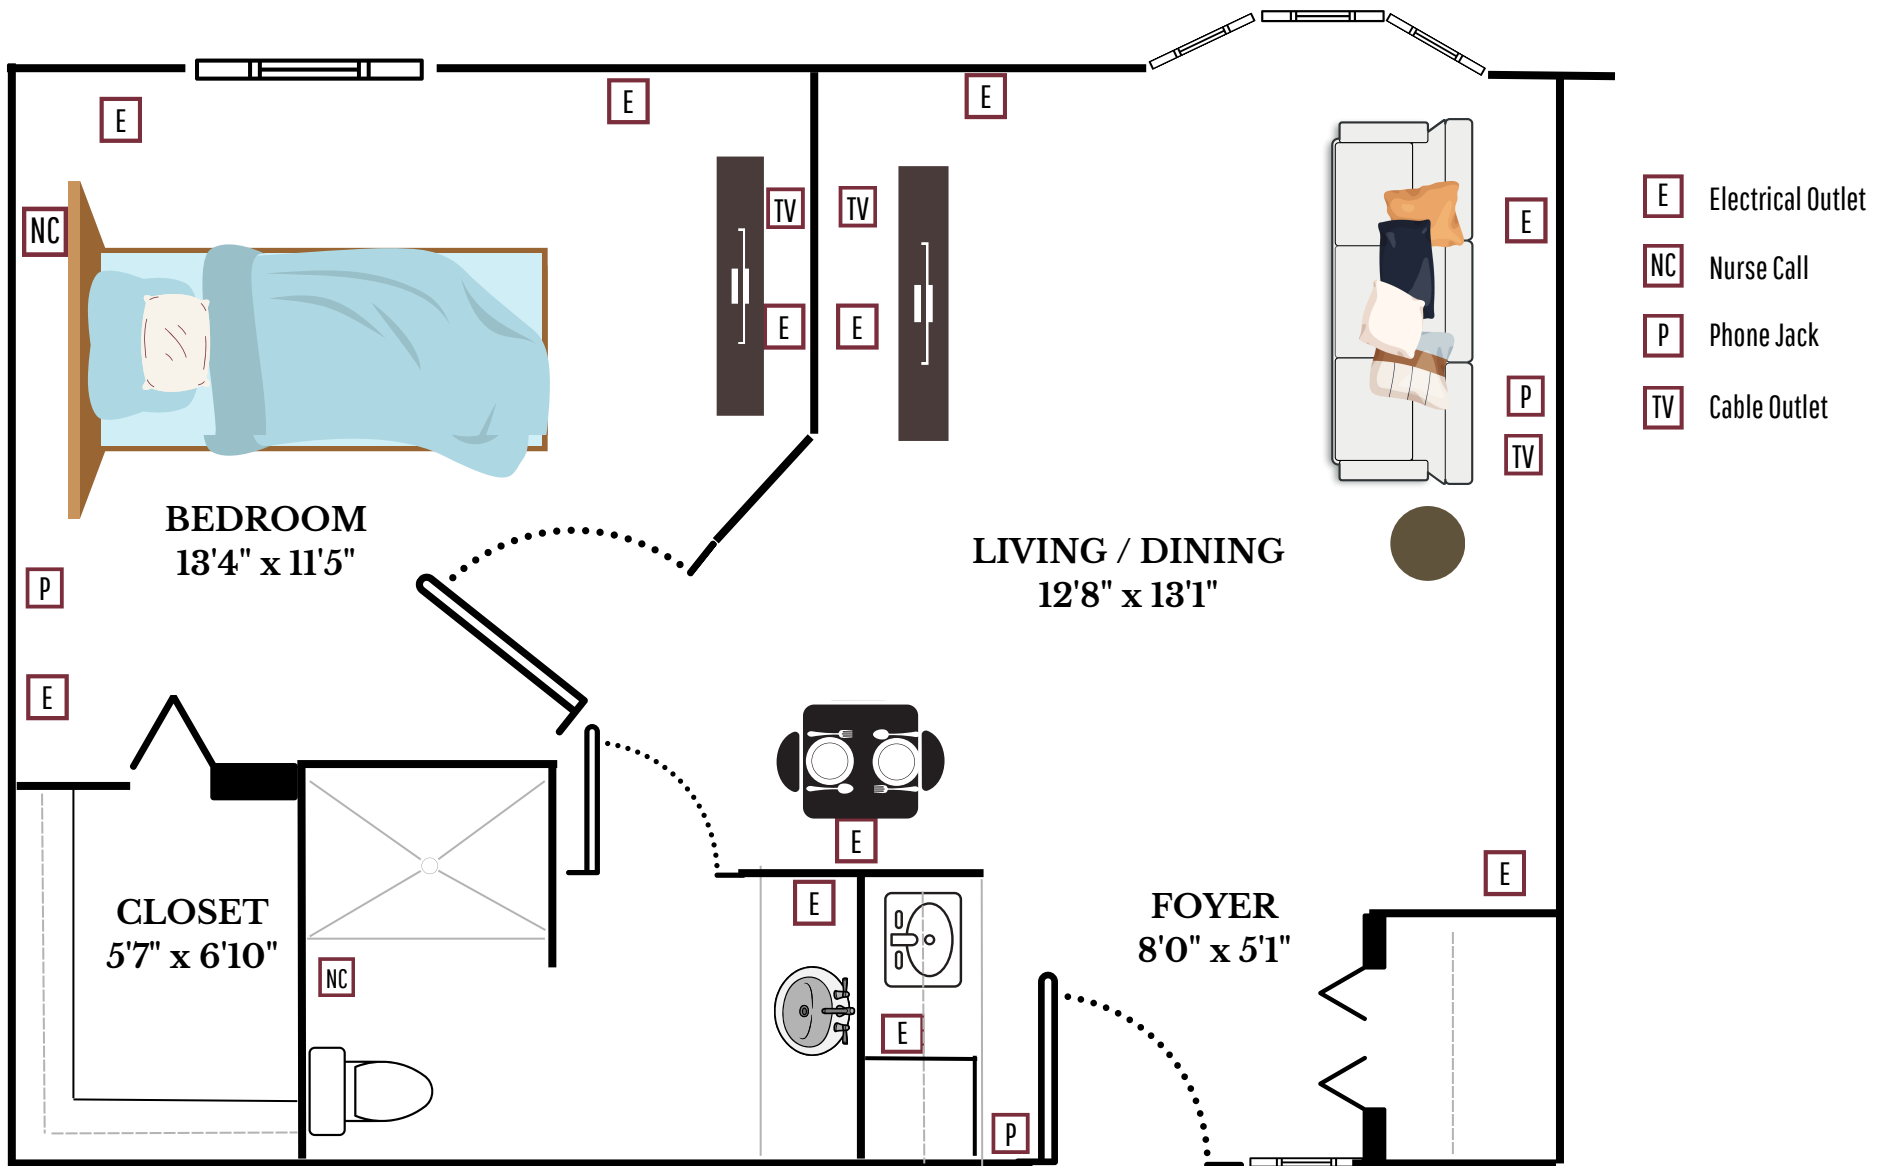 E
E
E
NC
TV
TV
E
E
E
P
TV
E Electrical Outlet
NC Nurse Call
P Phone Jack
TV Cable Outlet
BEDROOM
13'4" x 11'5"
P
E
LIVING / DINING
12'8" x 13'1"
E
E
E
CLOSET
5'7" x 6'10"
NC
FOYER
8'0" x 5'1"
E
P